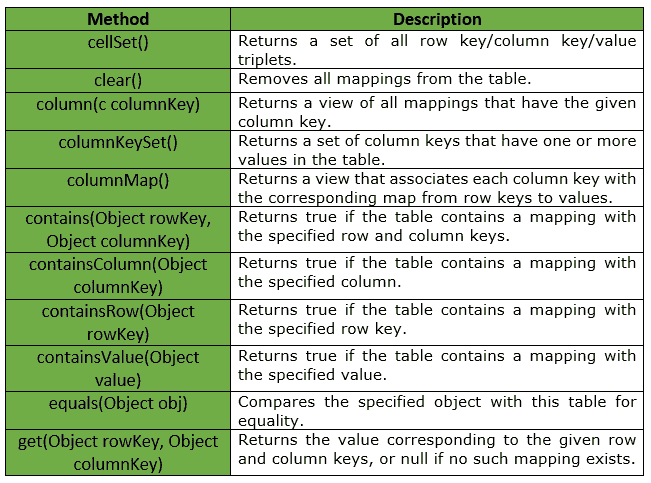 Method Description
cellSet() Returns a set of all row key/column key/value
triplets.
clear() Removes all mappings from the table.
column(c columnKey) Returns a view of all mappings that have the given
column key.
columnKeySet() Returns a set of column keys that have one or more
values in the table.
columnMap() Returns a view that associates each column key with
the corresponding map from row keys to values.
contains(Object rowKey, Returns true if the table contains a mapping with
Object columnKey) the specified row and column keys.
containsColumn(Object Returns true if the table contains a mapping with
columnKey) the specified column.
containsRow(Object Returns true if the table contains a mapping with
rowKey) the specified row key.
containsValue(Object Returns true if the table contains a mapping with
value) the specified value.
equals(Object obj) Compares the specified object with this table for
equality.
get(Object rowKey, Object Returns the value corresponding to the given row
columnKey) and column keys, or null if no such mapping exists.